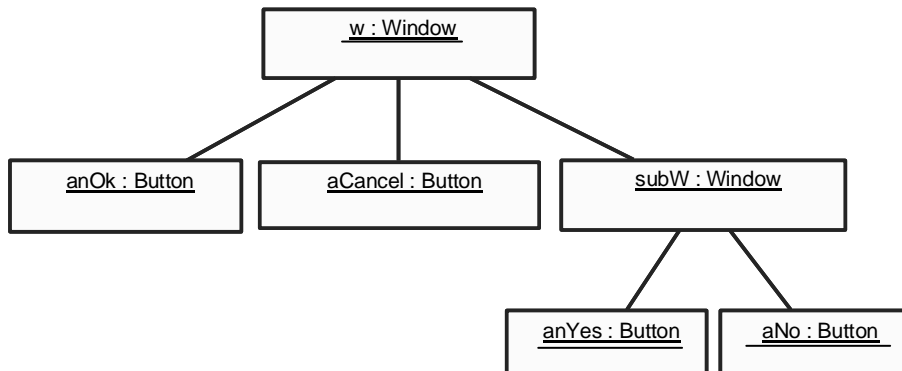 w : Window
anOk : Button
aCancel : Button
subW : Window
anYes : Button
aNo : Button